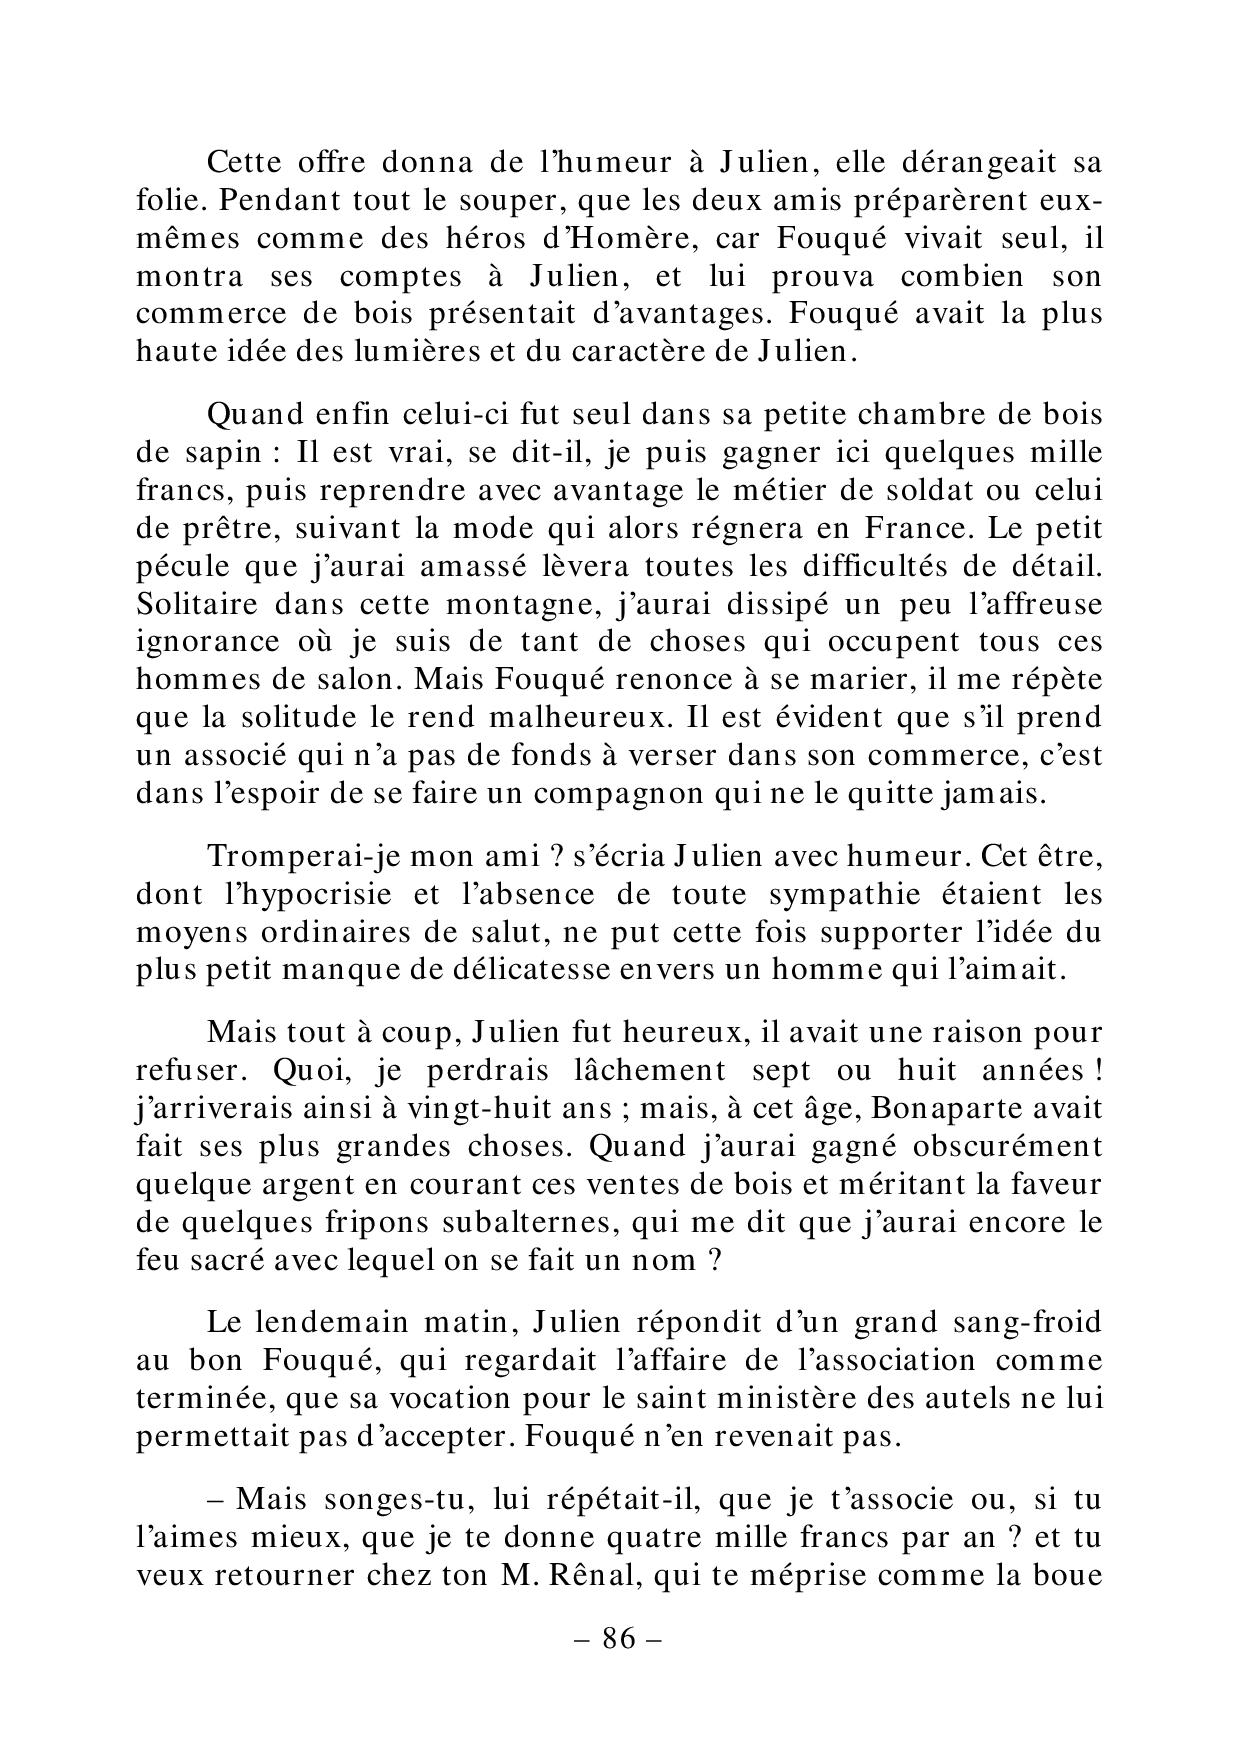 Cette offre donna de l’humeur à Julien, elle dérangeait sa
folie. Pendant tout le souper, que les deux amis préparèrent eux-
mêmes comme des héros d’Homère, car Fouqué vivait seul, il
montra ses comptes à Julien, et lui prouva combien son
commerce de bois présentait d’avantages. Fouqué avait la plus
haute idée des lumières et du caractère de Julien.
Quand enfin celui-ci fut seul dans sa petite chambre de bois
de sapin : Il est vrai, se dit-il, je puis gagner ici quelques mille
francs, puis reprendre avec avantage le métier de soldat ou celui
de prêtre, suivant la mode qui alors régnera en France. Le petit
pécule que j’aurai amassé lèvera toutes les difficultés de détail.
Solitaire dans cette montagne, j’aurai dissipé un peu l’affreuse
ignorance où je suis de tant de choses qui occupent tous ces
hommes de salon. Mais Fouqué renonce à se marier, il me répète
que la solitude le rend malheureux. Il est évident que s’il prend
un associé qui n’a pas de fonds à verser dans son commerce, c’est
dans l’espoir de se faire un compagnon qui ne le quitte jamais.
Tromperai-je mon ami ? s’écria Julien avec humeur. Cet être,
dont l’hypocrisie et l’absence de toute sympathie étaient les
moyens ordinaires de salut, ne put cette fois supporter l’idée du
plus petit manque de délicatesse envers un homme qui l’aimait.
Mais tout à coup, Julien fut heureux, il avait une raison pour
refuser. Quoi, je perdrais lâchement sept ou huit années !
j’arriverais ainsi à vingt-huit ans ; mais, à cet âge, Bonaparte avait
fait ses plus grandes choses. Quand j’aurai gagné obscurément
quelque argent en courant ces ventes de bois et méritant la faveur
de quelques fripons subalternes, qui me dit que j’aurai encore le
feu sacré avec lequel on se fait un nom ?
Le lendemain matin, Julien répondit d’un grand sang-froid
au bon Fouqué, qui regardait l’affaire de l’association comme
terminée, que sa vocation pour le saint ministère des autels ne lui
permettait pas d’accepter. Fouqué n’en revenait pas.
– Mais songes-tu, lui répétait-il, que je t’associe ou, si tu
l’aimes mieux, que je te donne quatre mille francs par an ? et tu
veux retourner chez ton M. Rênal, qui te méprise comme la boue
– 86 –